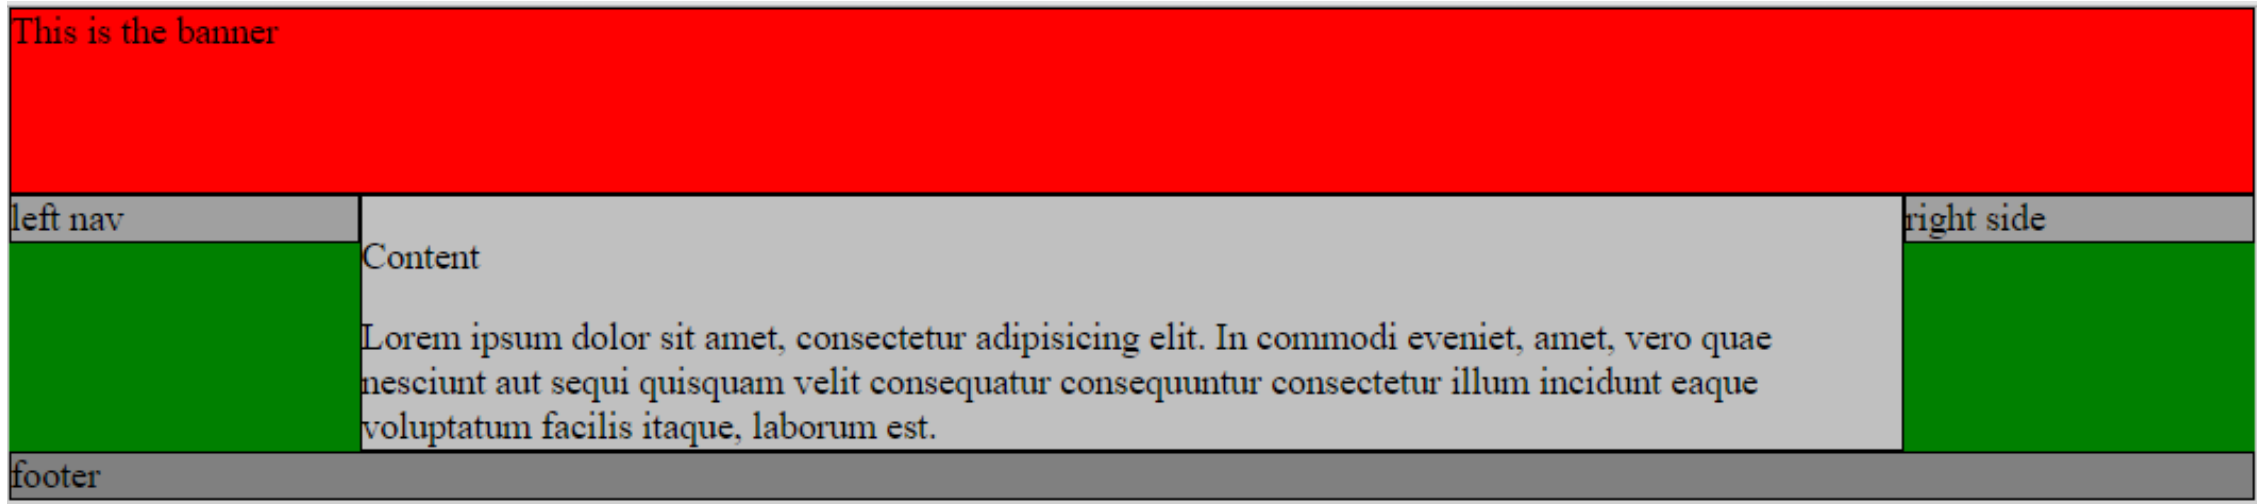 This is the banner
left nav
Content
Lorem ipsum dolor sit amet, consectetur adipisicing elit. In commodi eveniet, amet, vero quae
nesciunt aut sequi quisquam velit consequatur consequuntur consectetur illum incidunt eaque
voluptatum facilis itaque, laborum est.
right side
footer